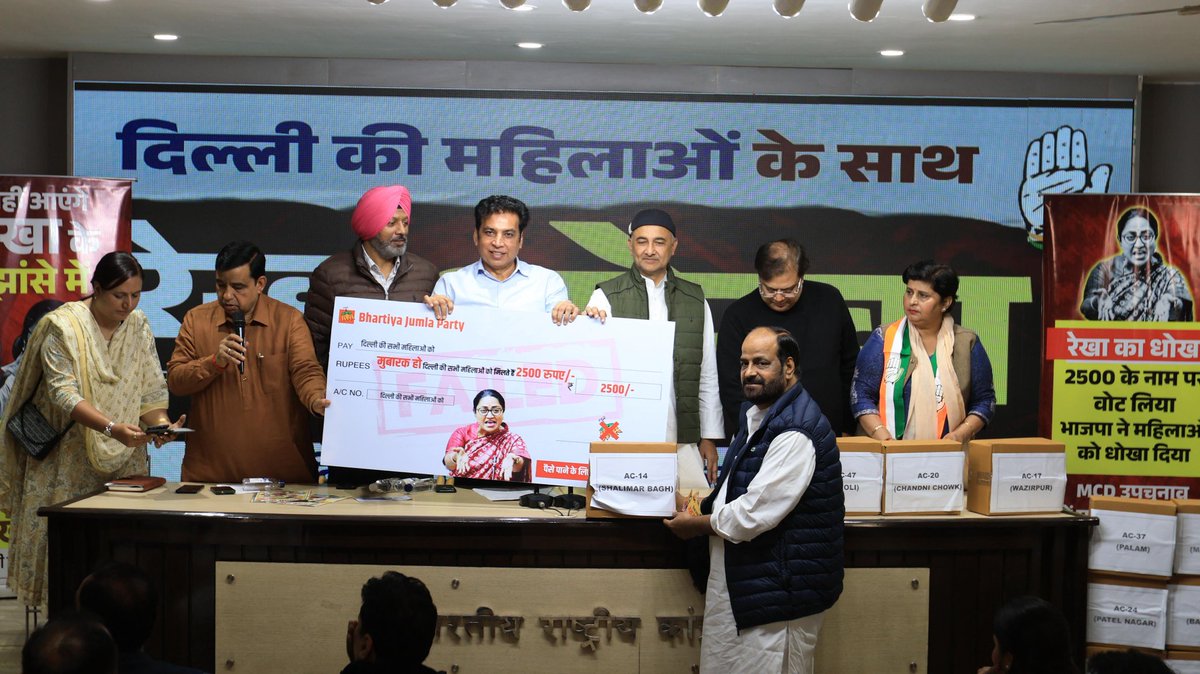 दिल्ली की महिलाओं के साथ
Bhartiya Jumla Party
PAY दिल्ली की सभी महिलाओं को
RUPEES मुबारक हो दिल्ली की सभी महिलाओं को मिलते है 2500 रुपए/-
₹ 2500/-
A/C NO. दिल्ली की सभी महिलाओं को
FAILED
पैसे पाने के
AC-14
(SHALIMAR BAGH)
AC-20
(CHANDNI CHOWK)
AC-17
(WAZIRPUR)
रेखा का धोखा
2500 के नाम पर
वोट लिया
भाजपा ने महिलाओं
को धोखा दिया
MCD उपचुनाव
AC-37
(PALAM)
AC-24
(PATEL NAGAR)
राष्ट्रीय